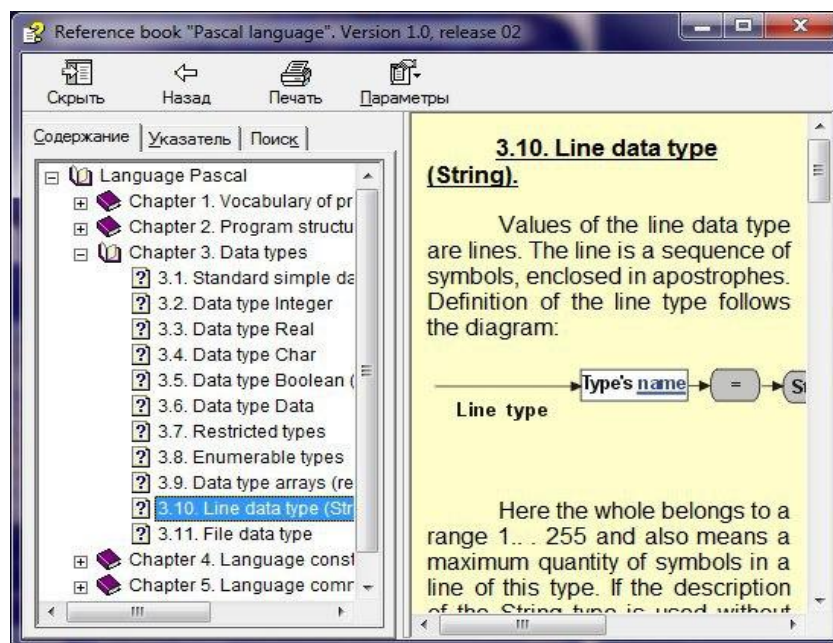 Reference book "Pascal language". Version 1.0, release 02
Скрыть Назад Печать Параметры
Содержание Указатель Поиск
Language Pascal
Chapter 1. Vocabulary of pr
Chapter 2. Program structu
Chapter 3. Data types
3.1. Standard simple da
3.2. Data type Integer
3.3. Data type Real
3.4. Data type Char
3.5. Data type Boolean (
3.6. Data type Data
3.7. Restricted types
3.8. Enumerable types
3.9. Data type arrays (re
3.10. Line data type (Str
3.11. File data type
Chapter 4. Language const
Chapter 5. Language comr
3.10. Line data type
(String).
Values of the line data type
are lines. The line is a sequence of
symbols, enclosed in apostrophes.
Definition of the line type follows
the diagram:
Type's name = St
Line type
Here the whole belongs to a
range 1.. . 255 and also means a
maximum quantity of symbols in a
line of this type. If the description
of the String type is used without